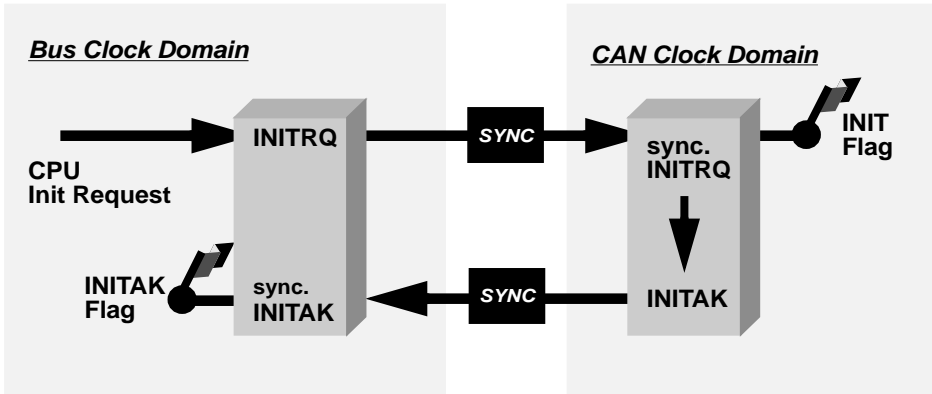 Bus Clock Domain
CAN Clock Domain
CPU
Init Request
INITRQ
SYNC
sync.
INITRQ
INIT
Flag
INITAK
Flag
sync.
INITAK
SYNC
INITAK